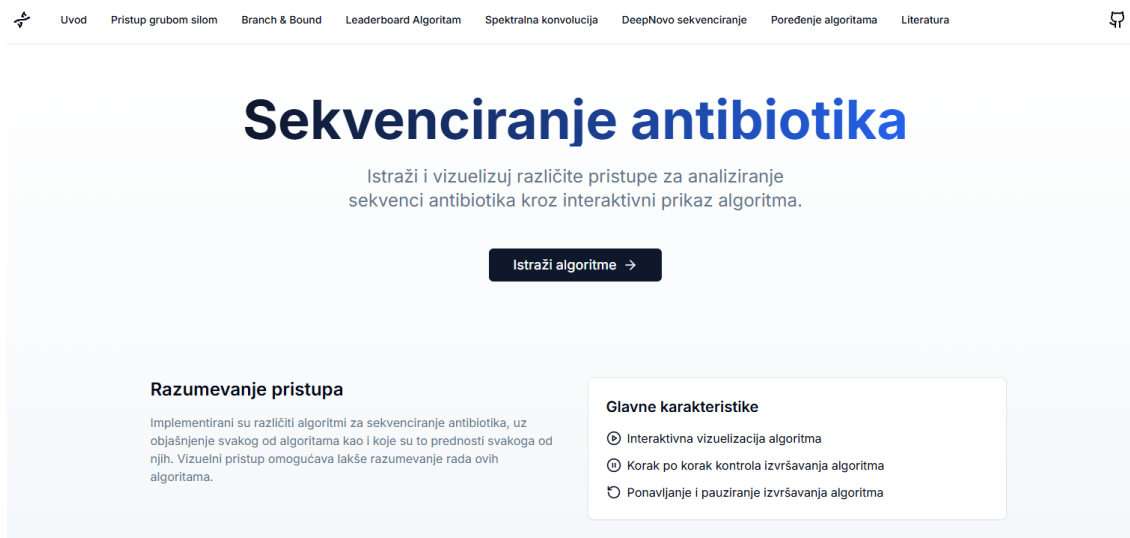 Uvod Pristup grubom silom Branch & Bound Leaderboard Algoritam Spektralna konvolucija DeepNovo sekvenciranje Poređenje algoritama Literatura
Sekvenciranje antibiotika
Istraži i vizuelizuj različite pristupe za analiziranje
sekvenci antibiotika kroz interaktivni prikaz algoritma.
Istraži algoritme →
Razumevanje pristupa
Implementirani su različiti algoritmi za sekvenciranje antibiotika, uz
objašnjenje svakog od algoritama kao i koje su to prednosti svakoga od
njih. Vizuelni pristup omogućava lakše razumevanje rada ovih
algoritama.
Glavne karakteristike
Interaktivna vizuelizacija algoritma
Korak po korak kontrola izvršavanja algoritma
Ponavljanje i pauziranje izvršavanja algoritma